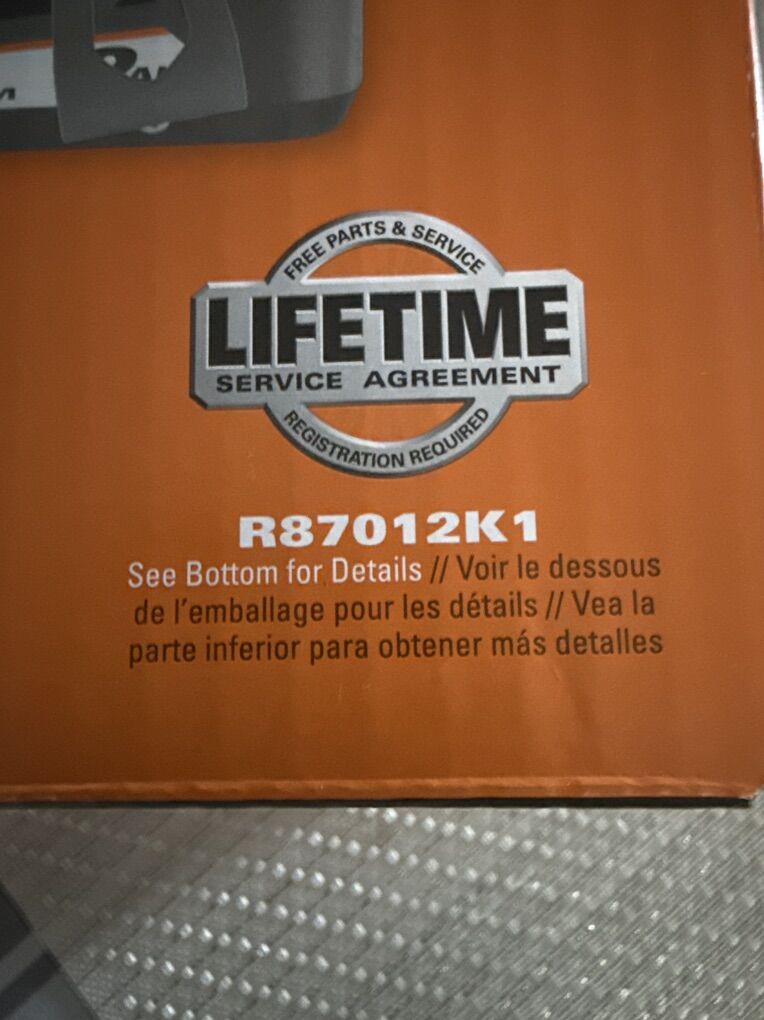 FREE PARTS & SERVICE
LIFETIME
SERVICE AGREEMENT
REGISTRATION REQUIRED
R87012K1
See Bottom for Details // Voir le dessous
de l'emballage pour les détails // Vea la
parte inferior para obtener más detalles